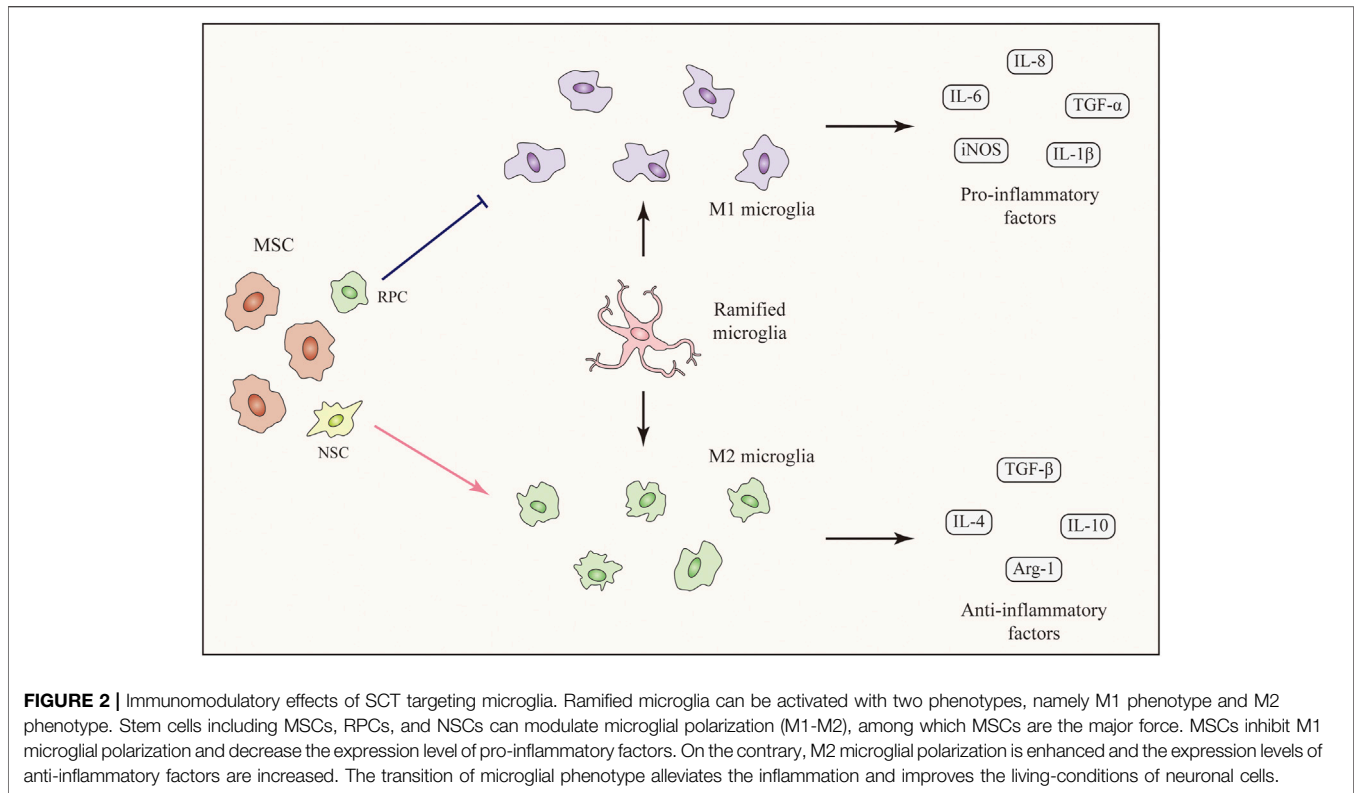 IL-8
IL-6
TGF-α
iNOS
IL-1β
Pro-inflammatory
factors
M1 microglia
MSC
RPC
Ramified
microglia
NSC
M2 microglia
TGF-β
IL-4
IL-10
Arg-1
Anti-inflammatory
factors
FIGURE 2 | Immunomodulatory effects of SCT targeting microglia. Ramified microglia can be activated with two phenotypes, namely M1 phenotype and M2
phenotype. Stem cells including MSCs, RPCs, and NSCs can modulate microglial polarization (M1-M2), among which MSCs are the major force. MSCs inhibit M1
microglial polarization and decrease the expression level of pro-inflammatory factors. On the contrary, M2 microglial polarization is enhanced and the expression levels of
anti-inflammatory factors are increased. The transition of microglial phenotype alleviates the inflammation and improves the living-conditions of neuronal cells.